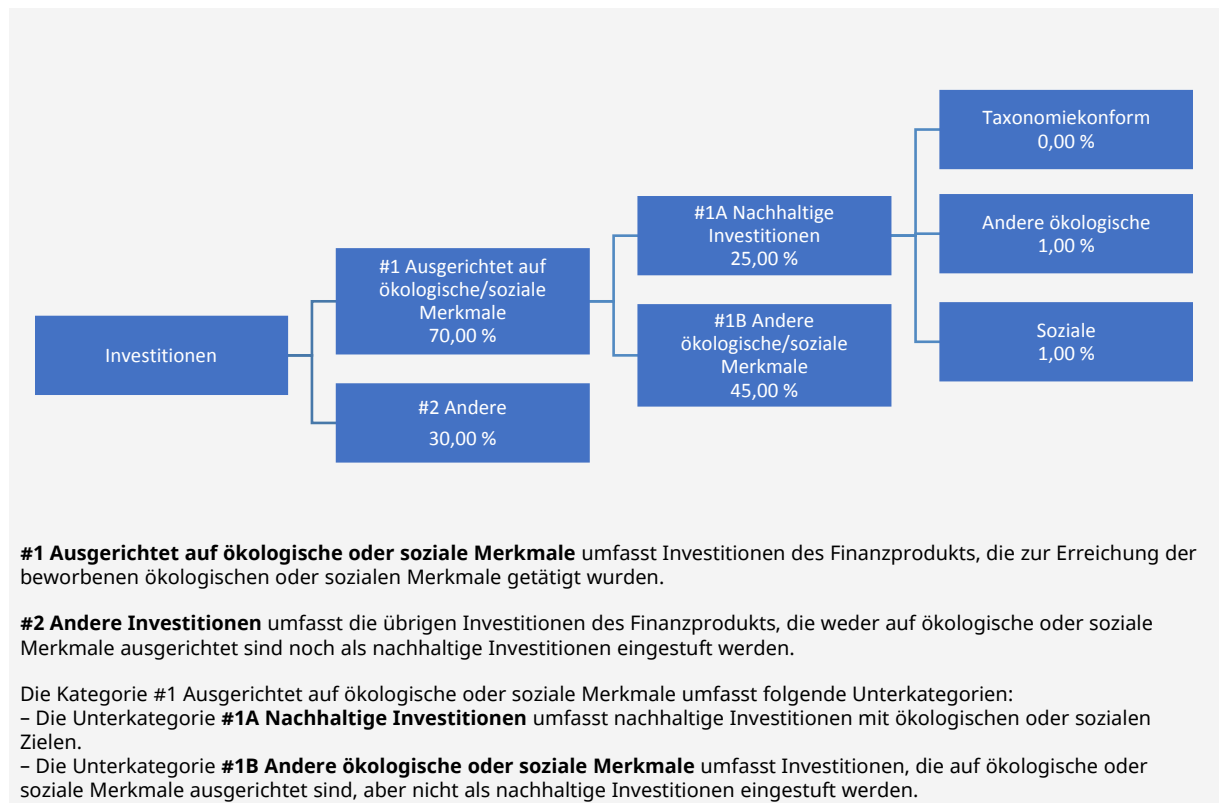 Investitionen
#1 Ausgerichtet auf
ökologische/soziale
Merkmale
70,00 %
#2 Andere
30,00 %
#1A Nachhaltige
Investitionen
25,00 %
#1B Andere
ökologische/soziale
Merkmale
45,00 %
Taxonomiekonform
0,00 %
Andere ökologische
1,00 %
Soziale
1,00 %
#1 Ausgerichtet auf ökologische oder soziale Merkmale umfasst Investitionen des Finanzprodukts, die zur Erreichung der
beworbenen ökologischen oder sozialen Merkmale getätigt wurden.
#2 Andere Investitionen umfasst die übrigen Investitionen des Finanzprodukts, die weder auf ökologische oder soziale
Merkmale ausgerichtet sind noch als nachhaltige Investitionen eingestuft werden.
Die Kategorie #1 Ausgerichtet auf ökologische oder soziale Merkmale umfasst folgende Unterkategorien:
– Die Unterkategorie #1A Nachhaltige Investitionen umfasst nachhaltige Investitionen mit ökologischen oder sozialen
Zielen.
– Die Unterkategorie #1B Andere ökologische oder soziale Merkmale umfasst Investitionen, die auf ökologische oder
soziale Merkmale ausgerichtet sind, aber nicht als nachhaltige Investitionen eingestuft werden.